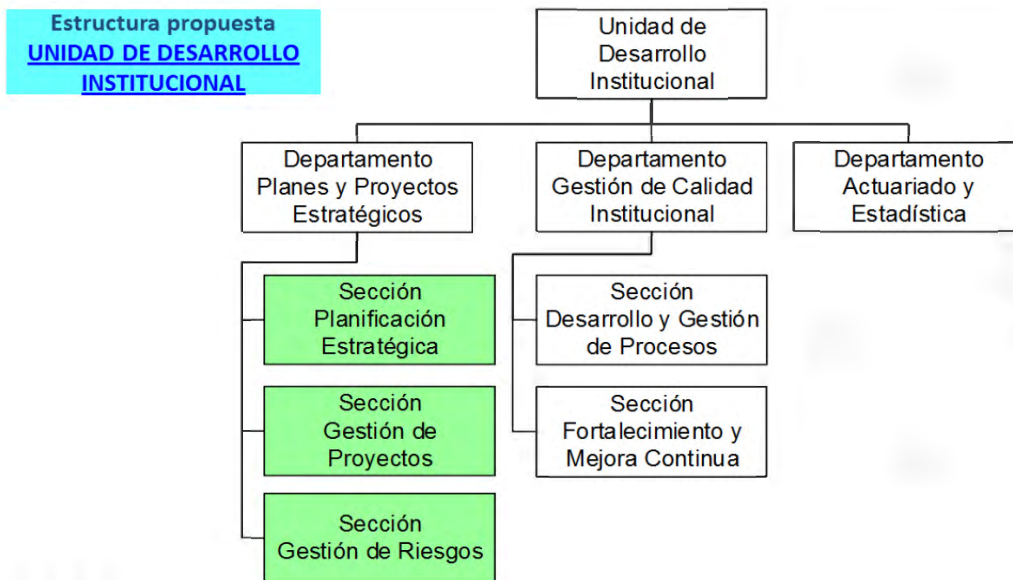 Estructura propuesta
UNIDAD DE DESARROLLO
INSTITUCIONAL
Unidad de
Desarrollo
Institucional
Departamento
Planes y Proyectos
Estratégicos
Departamento
Gestión de Calidad
Institucional
Departamento
Actuariado y
Estadística
Sección
Planificación
Estratégica
Sección
Desarrollo y Gestión
de Procesos
Sección
Gestión de
Proyectos
Sección
Fortalecimiento y
Mejora Continua
Sección
Gestión de Riesgos